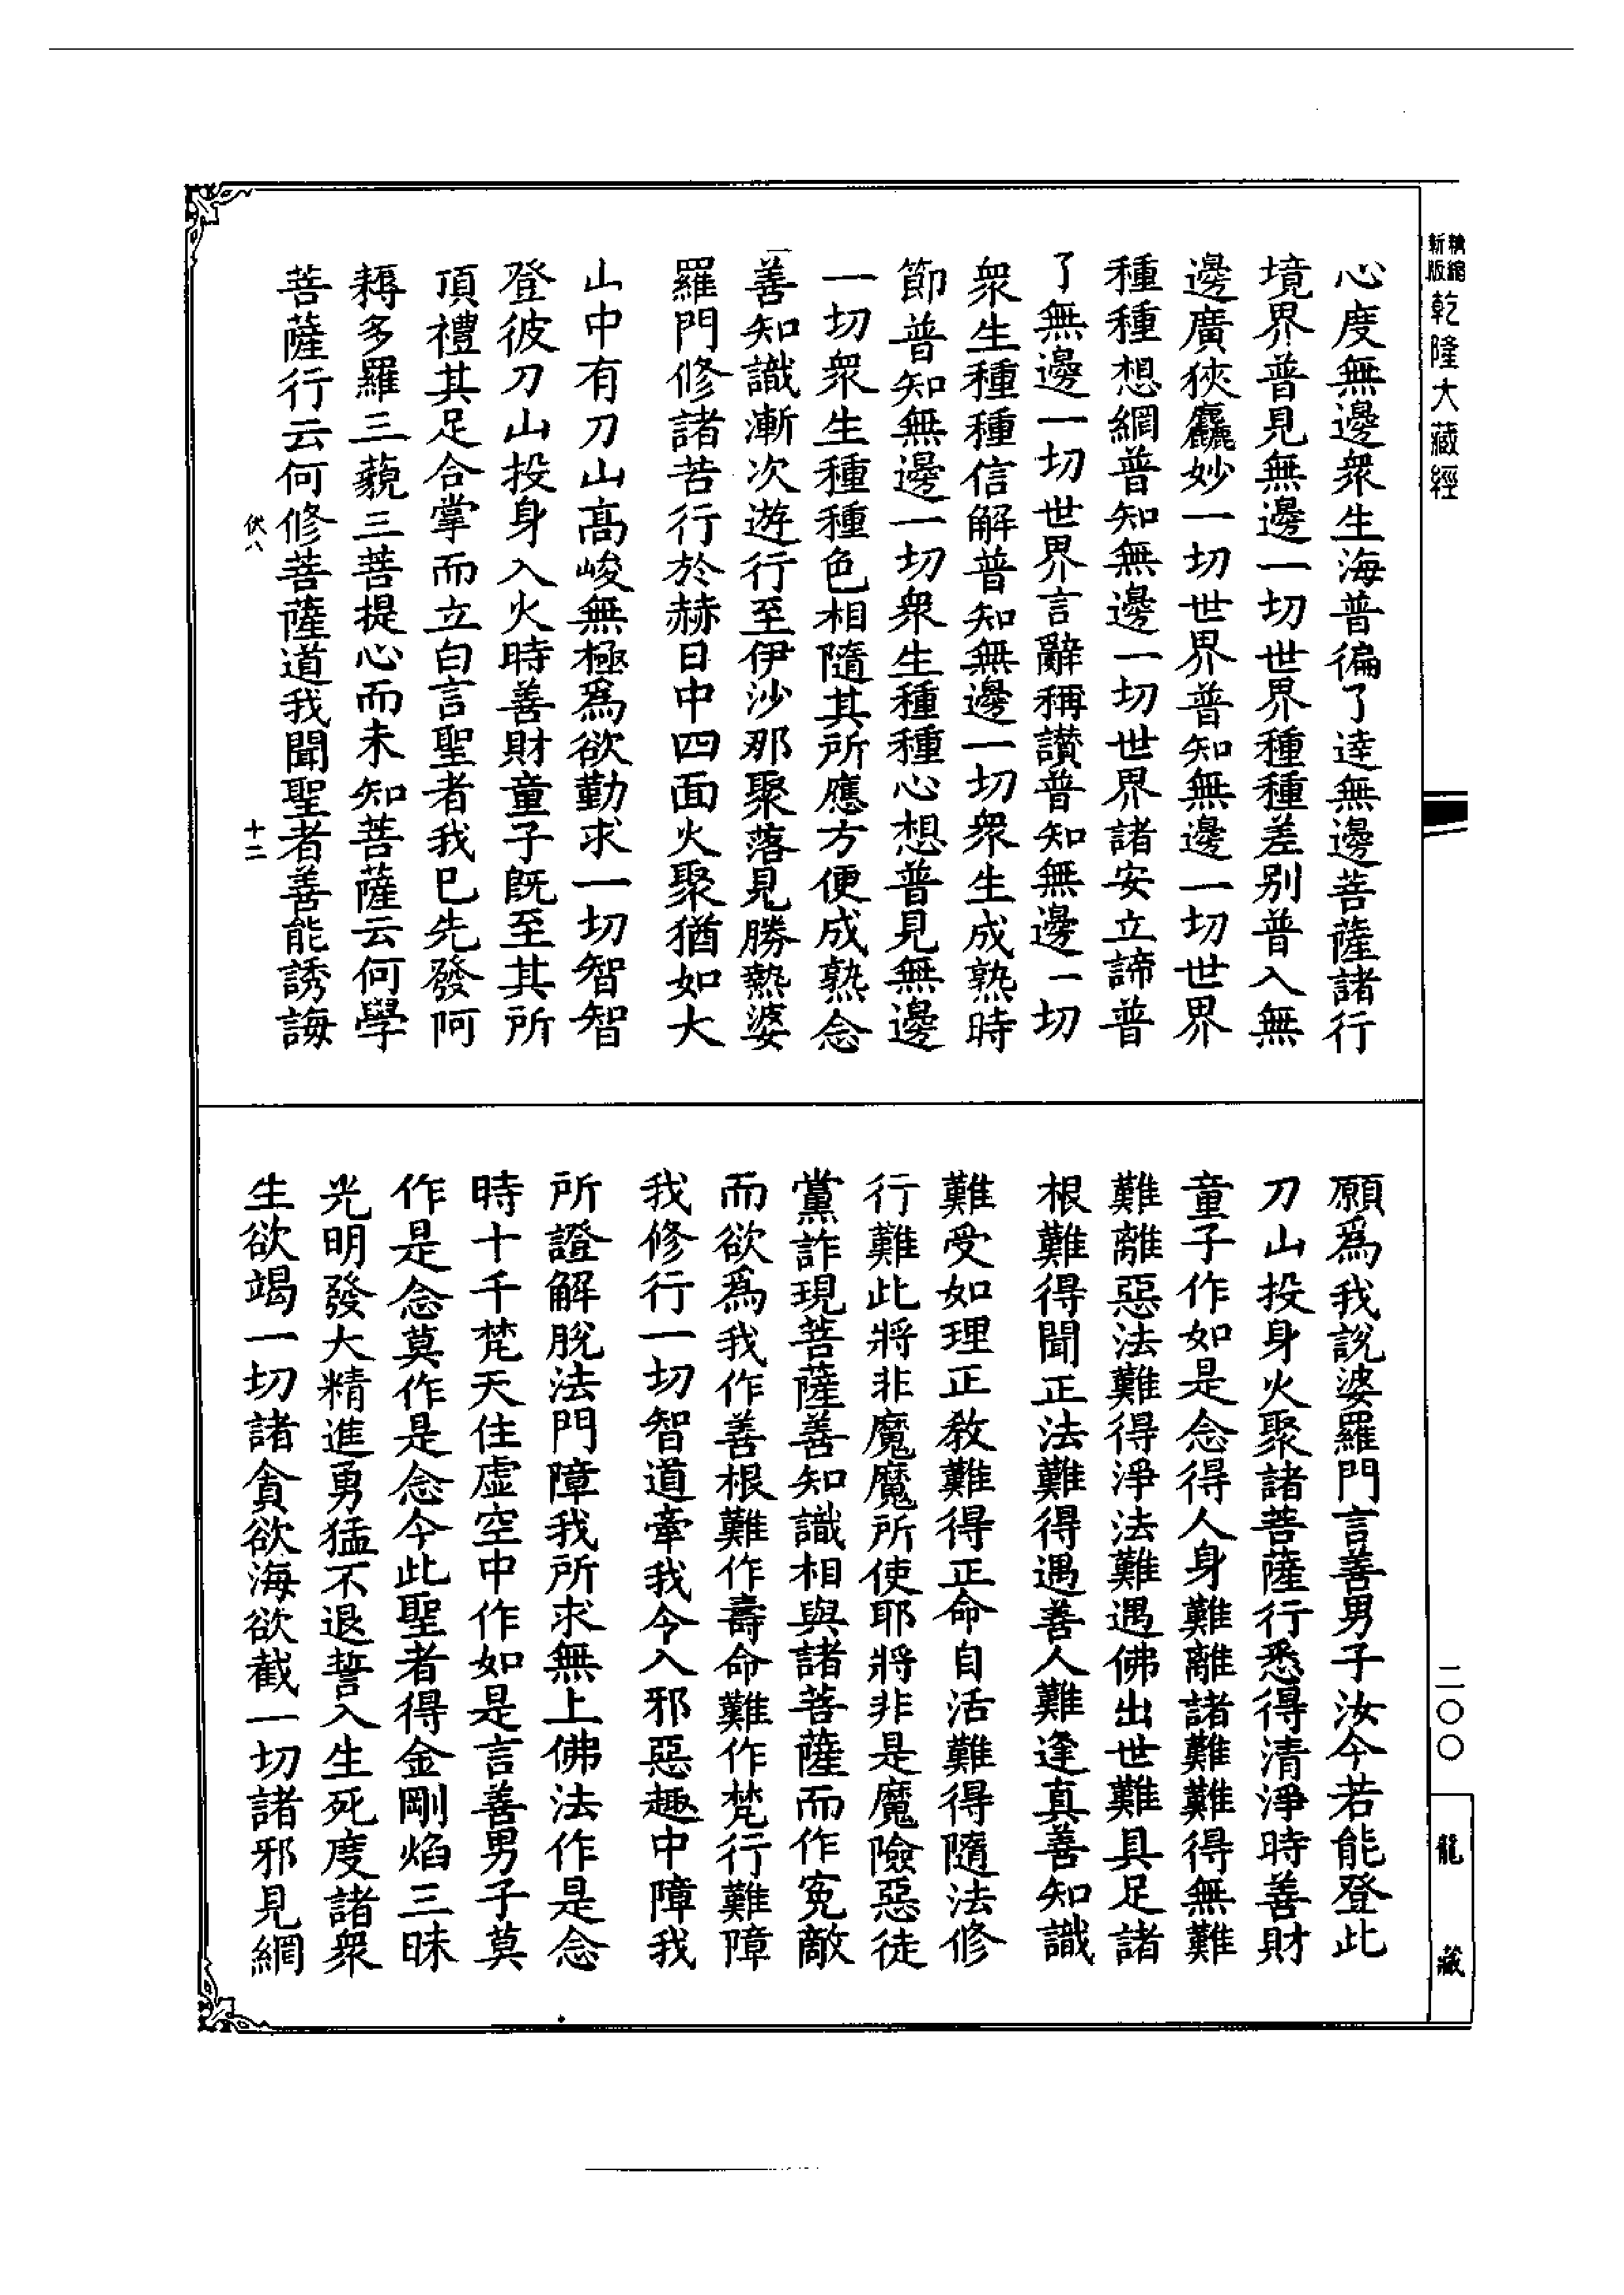 精縮新版乾隆大藏經
心度無邊衆生海普徧了達無邊菩薩諸行
境界普見無邊一切世界種種差别普入無
邊廣狹麤妙一切世界普知無邊一切世界
種種想網普知無邊一切世界諸安立諦普
了無邊一切世界言辭稱讃普知無邊一切
衆生種種信解普知無邊一切衆生成熟時
節普知無邊一切衆生種種心想普見無邊
一切衆生種種色相隨其所應方便成熟念
善知識漸次遊行至伊沙那聚落見勝熱婆
羅門修諸苦行於赫日中四面火聚猶如大
山中有刀山高峻無極爲欲勤求一切智智
登彼刀山投身入火時善財童子旣至其所
頂禮其足合掌而立白言聖者我已先發阿
耨多羅三藐三菩提心而未知菩薩云何學
菩薩行云何修菩薩道我聞聖者善能誘誨
伏八 十二
願爲我說婆羅門言善男子汝今若能登此
刀山投身火聚諸菩薩行悉得清淨時善財
童子作如是念得人身難離諸難難得無難
難離惡法難得淨法難遇佛出世難具足諸
根難得聞正法難得遇善人難逢真善知識
難受如理正教難得正命自活難得隨法修
行難此將非魔魔所使耶將非是魔險惡徒
黨詐現菩薩善知識相與諸菩薩而作寃敵
而欲爲我作善根難作壽命難作梵行難障
我修行一切智道牽我令入邪惡趣中障我
所證解脫法門障我所求無上佛法作是念
時十千梵天住虛空中作如是言善男子莫
作是念莫作是念今此聖者得金剛焰三昧
光明發大精進勇猛不退誓入生死度諸衆
生欲竭一切諸貪欲海欲截一切諸邪見網
二〇〇
龍藏